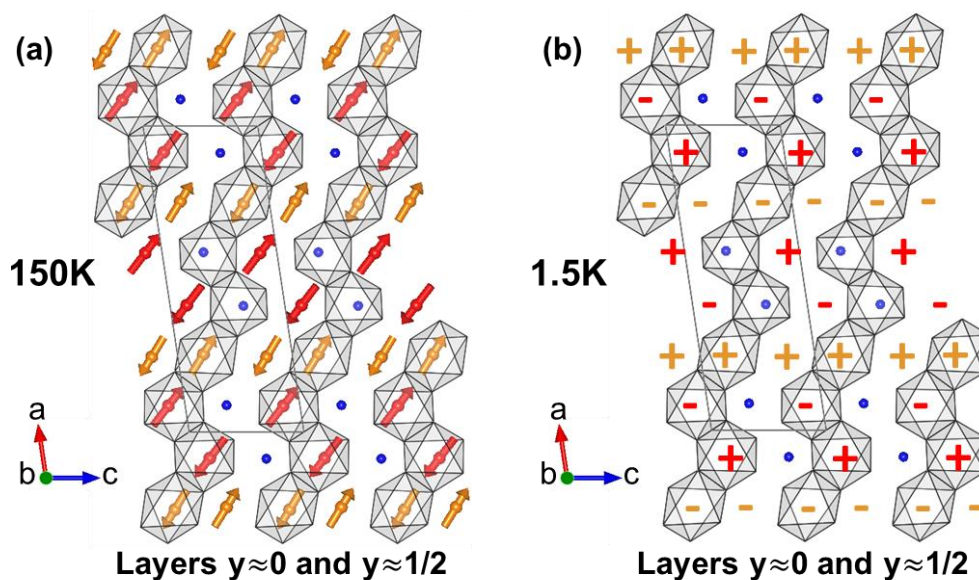 (a)
150K
a
b
c
Layers y≈0 and y≈1/2
(b)
1.5K
a
b
c
Layers y≈0 and y≈1/2